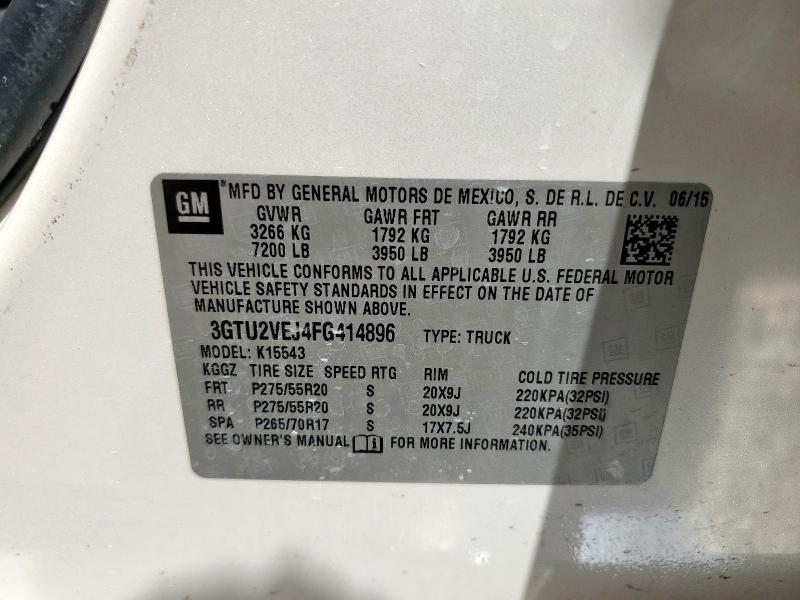 GM ® MFD BY GENERAL MOTORS DE MEXICO, S. DE R.L. DE C.V. 06/15
GVWR GAWR FRT GAWR RR
3266 KG 1792 KG 1792 KG
7200 LB 3950 LB 3950 LB
THIS VEHICLE CONFORMS TO ALL APPLICABLE U.S. FEDERAL MOTOR
VEHICLE SAFETY STANDARDS IN EFFECT ON THE DATE OF
MANUFACTURE SHOWN ABOVE.
3GTU2VEJ4FG414896 TYPE: TRUCK
MODEL: K15543
KGGZ TIRE SIZE SPEED RTG RIM COLD TIRE PRESSURE
FRT P275/55R20 S 20X9J 220KPA(32PSI)
RR P275/55R20 S 20X9J 220KPA(32PSI)
SPA P265/70R17 S 17X7.5J 240KPA(35PSI)
SEE OWNER'S MANUAL i FOR MORE INFORMATION.